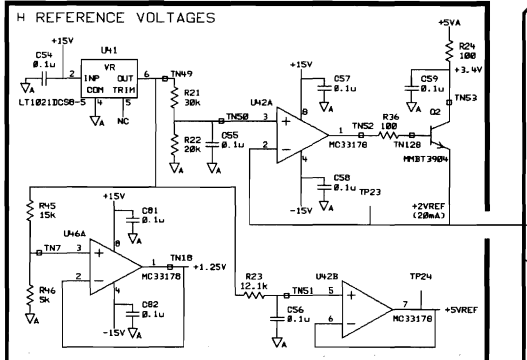 H REFERENCE VOLTAGES
+15V
C54
0.1u
U41
VR
2
INP
OUT
6
COM
TRIM
4
5
LT1021DCS8-5
NC
A
TN49
R21
30k
TN50
R22
20k
C55
0.1u
A
A
+15V
C57
0.1u
A
8
U42A
3
+
2
-
1
4
MC33178
C58
0.1u
A
-15V
TN52
R36
100
TN128
Q2
MMBT3904
+5VA
R24
100
+3.4V
C59
0.1u
A
TN53
TP23
+2VREF
(20mA)
R45
15k
TN7
R46
5k
A
+15V
C81
0.1u
A
8
U46A
3
+
2
-
1
4
MC33178
TN18
+1.25V
C82
0.1u
A
-15V
R23
12.1k
TN51
C56
0.1u
A
U42B
5
+
6
-
7
MC33178
TP24
+5VREF